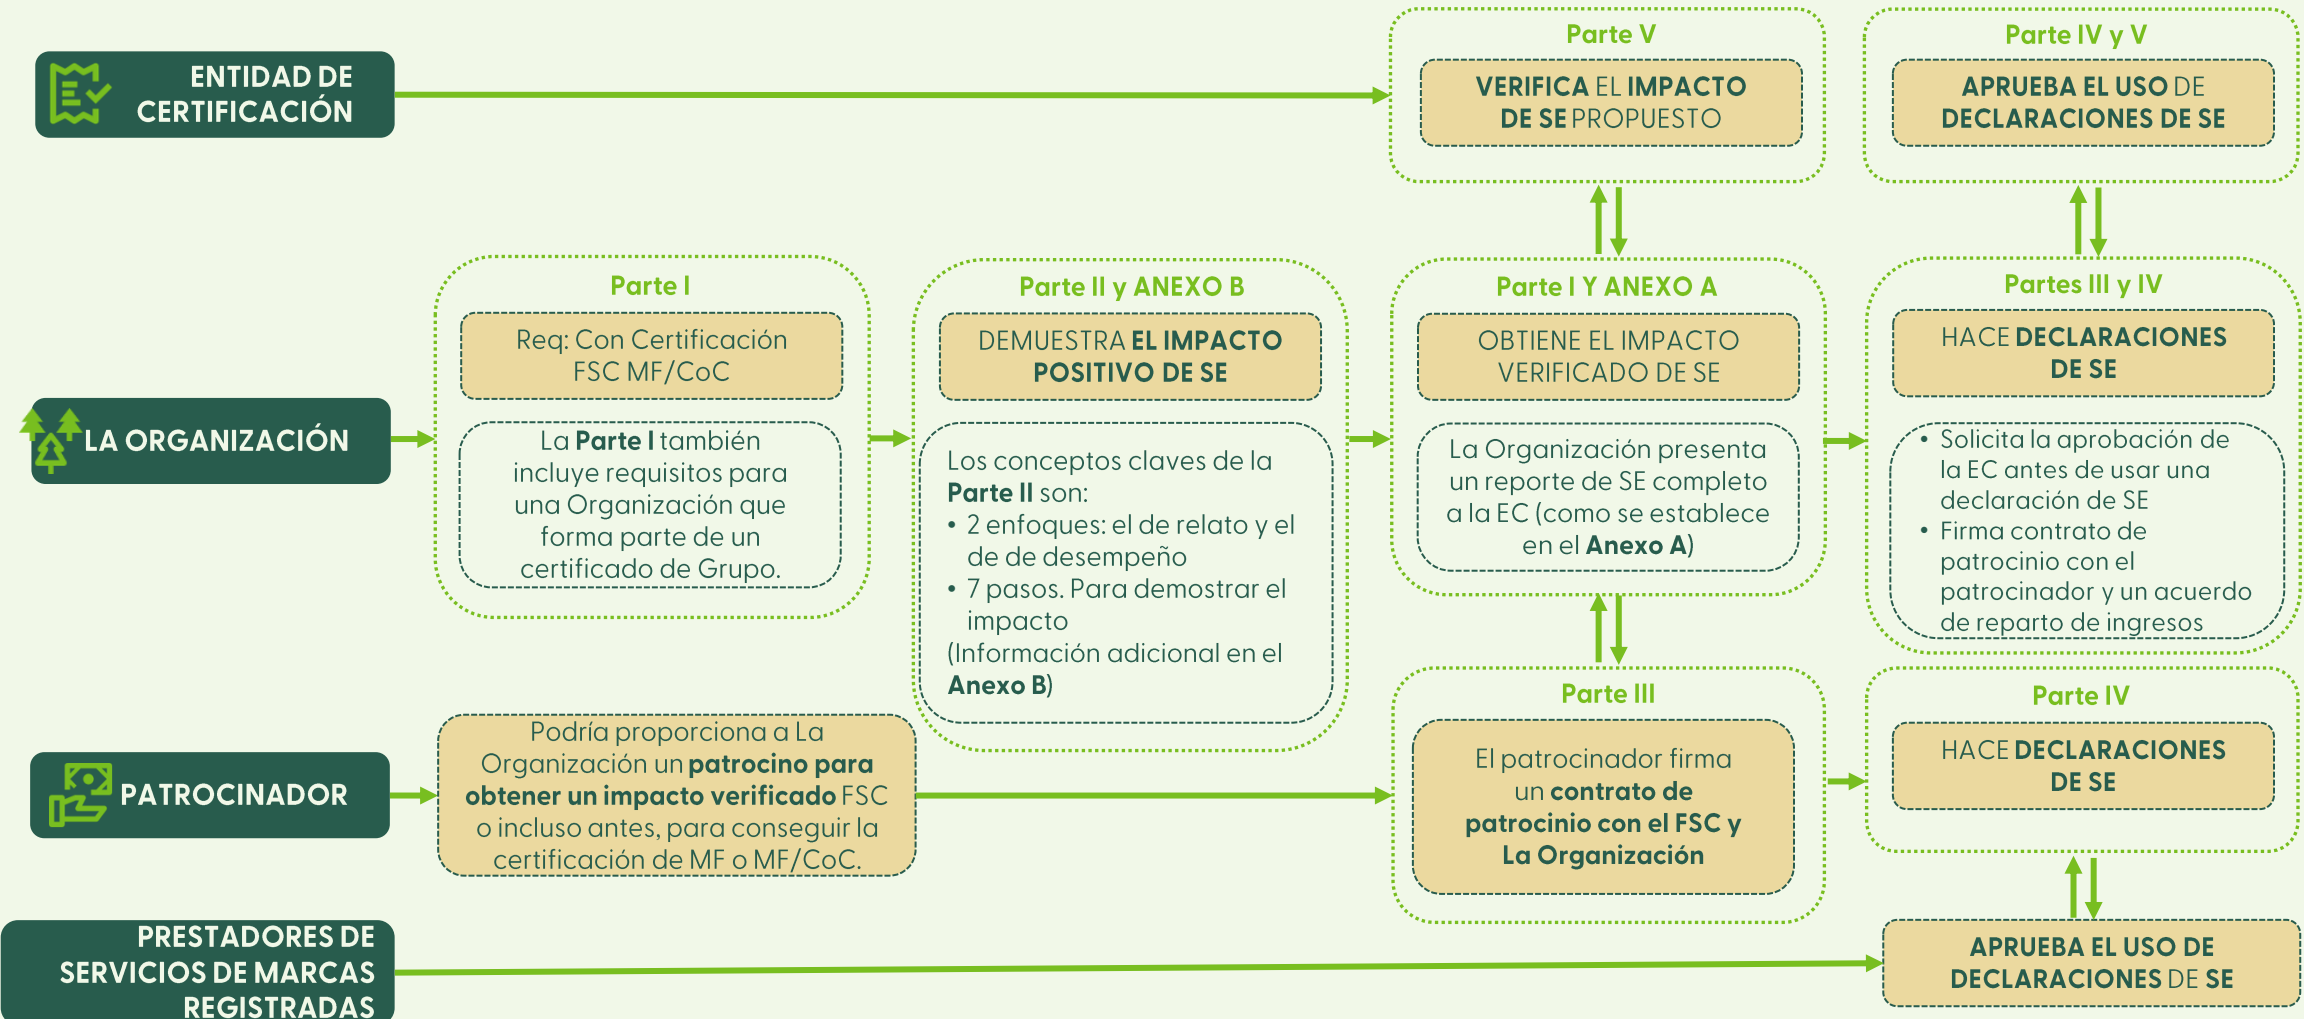 ENTIDAD DE
CERTIFICACIÓN
Parte V
VERIFICA EL IMPACTO
DE SE PROPUESTO
Parte IV y V
APRUEBA EL USO DE
DECLARACIONES DE SE
LA ORGANIZACIÓN
Parte I
Req: Con Certificación
FSC MF/CoC
La Parte I también
incluye requisitos para
una Organización que
forma parte de un
certificado de Grupo.
Parte II y ANEXO B
DEMUESTRA EL IMPACTO
POSITIVO DE SE
Los conceptos claves de la
Parte II son:
• 2 enfoques: el de relato y el
de de desempeño
• 7 pasos. Para demostrar el
impacto
(Información adicional en el
Anexo B)
Parte I Y ANEXO A
OBTIENE EL IMPACTO
VERIFICADO DE SE
La Organización presenta
un reporte de SE completo
a la EC (como se establece
en el Anexo A)
Partes III y IV
HACE DECLARACIONES
DE SE
• Solicita la aprobación de
la EC antes de usar una
declaración de SE
• Firma contrato de
patrocinio con el
patrocinador y un acuerdo
de reparto de ingresos
PATROCINADOR
Podría proporciona a La
Organización un patrocino para
obtener un impacto verificado FSC
o incluso antes, para conseguir la
certificación de MF o MF/CoC.
Parte III
El patrocinador firma
un contrato de
patrocinio con el FSC y
La Organización
Parte IV
HACE DECLARACIONES
DE SE
PRESTADORES DE
SERVICIOS DE MARCAS
REGISTRADAS
APRUEBA EL USO DE
DECLARACIONES DE SE